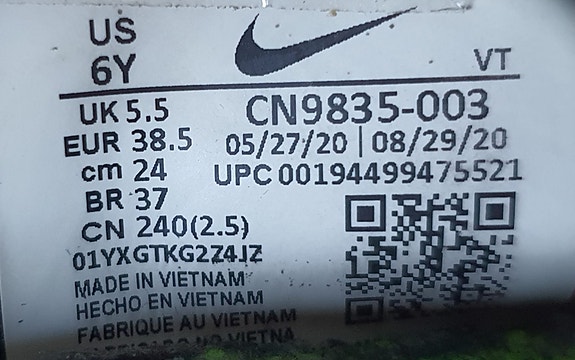 US
6Y
VT
UK 5.5
CN9835-003
EUR 38.5
05/27/20 | 08/29/20
cm 24
UPC 00194499475521
BR 37
CN 240(2.5)
01YXGTKG2Z4JZ
MADE IN VIETNAM
HECHO EN VIETNAM
FABRIQUE AU VIETNAM